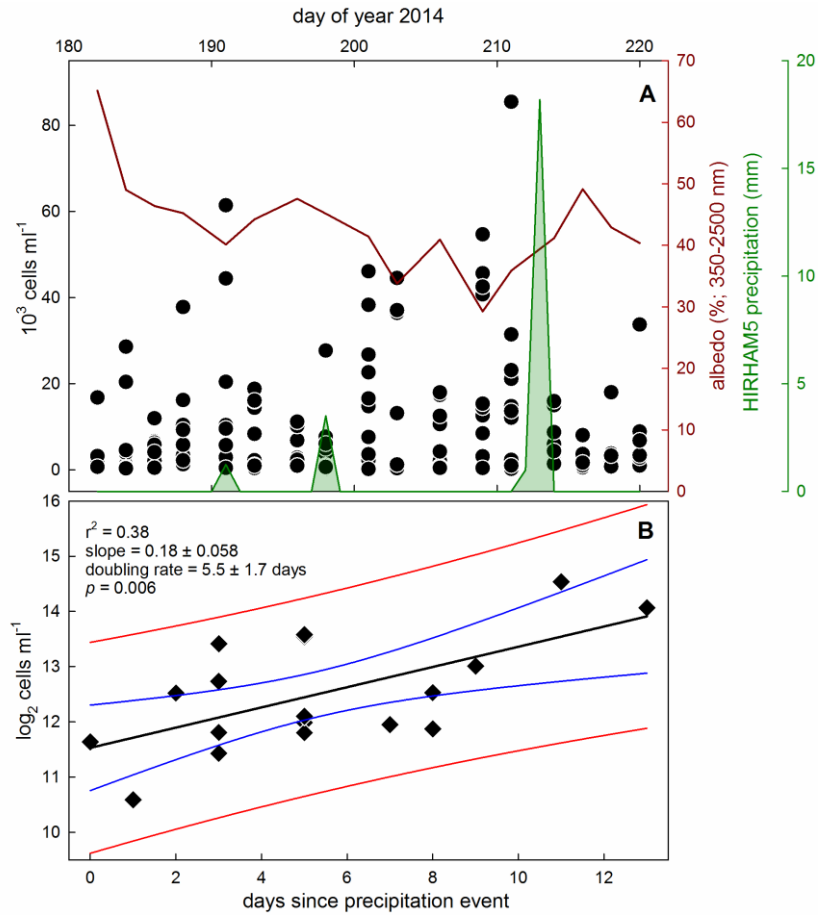 day of year 2014
180 190 200 210 220
A
80
60
40
20
0
10³ cells ml⁻¹
70
60
50
40
30
20
10
0
albedo (%; 350-2500 nm)
20
15
10
5
0
HIRHAM5 precipitation (mm)
B
r² = 0.38
slope = 0.18 ± 0.058
doubling rate = 5.5 ± 1.7 days
p = 0.006
16
15
14
13
12
11
10
log₂ cells ml⁻¹
0 2 4 6 8 10 12
days since precipitation event